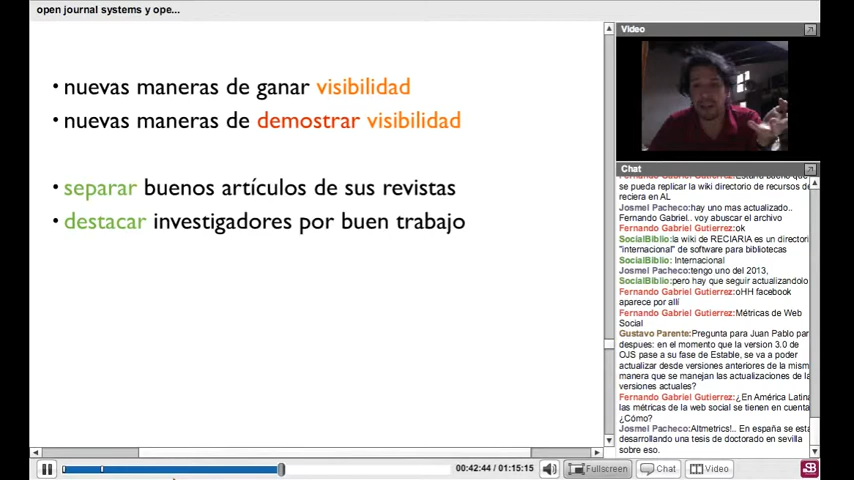 open journal systems y ope...
• nuevas maneras de ganar visibilidad
• nuevas maneras de demostrar visibilidad
• separar buenos artículos de sus revistas
• destacar investigadores por buen trabajo
Video
Chat
se pueda replicar la wiki directorio de recursos de
reciera en AL
Josmel Pacheco:hay uno mas actualizado..
Fernando Gabriel.. voy abuscar el archivo
Fernando Gabriel Gutierrez:ok
SocialBiblio:la wiki de RECIARIA es un directori
"internacional" de software para bibliotecas
SocialBiblio: Internacional
Josmel Pacheco:tengo uno del 2013,
SocialBiblio:pero hay que seguir actualizandolo
Fernando Gabriel Gutierrez:oHH facebook
aparece por allí
Fernando Gabriel Gutierrez:Métricas de Web
Social
Gustavo Parente:Pregunta para Juan Pablo par
despues: en el momento que la version 3.0 de
OJS pase a su fase de Estable, se va a poder
actualizar desde versiones anteriores de la mism
manera que se manejan las actualizaciones de la
versiones actuales?
Fernando Gabriel Gutierrez:¿En América Latina
las métricas de la web social se tienen en cuenta
¿Cómo?
Josmel Pacheco:Altmetrics!.. En españa se esta
desarrollando una tesis de doctorado en sevilla
sobre eso.
00:42:44 / 01:15:15
Fullscreen
Chat
Video
SB